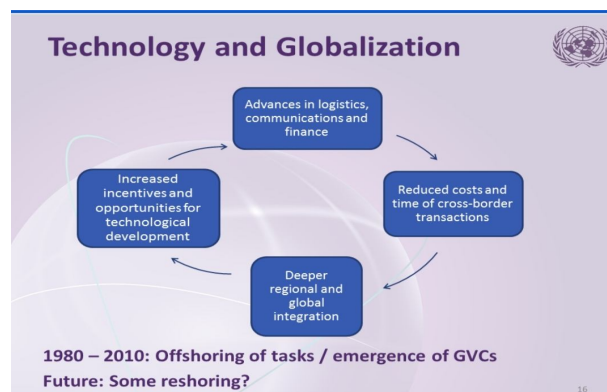 Technology and Globalization
Advances in logistics,
communications and
finance
Reduced costs and
time of cross-border
transactions
Deeper
regional and
global
integration
Increased
incentives and
opportunities for
technological
development
1980 – 2010: Offshoring of tasks / emergence of GVCs
Future: Some reshoring?
16